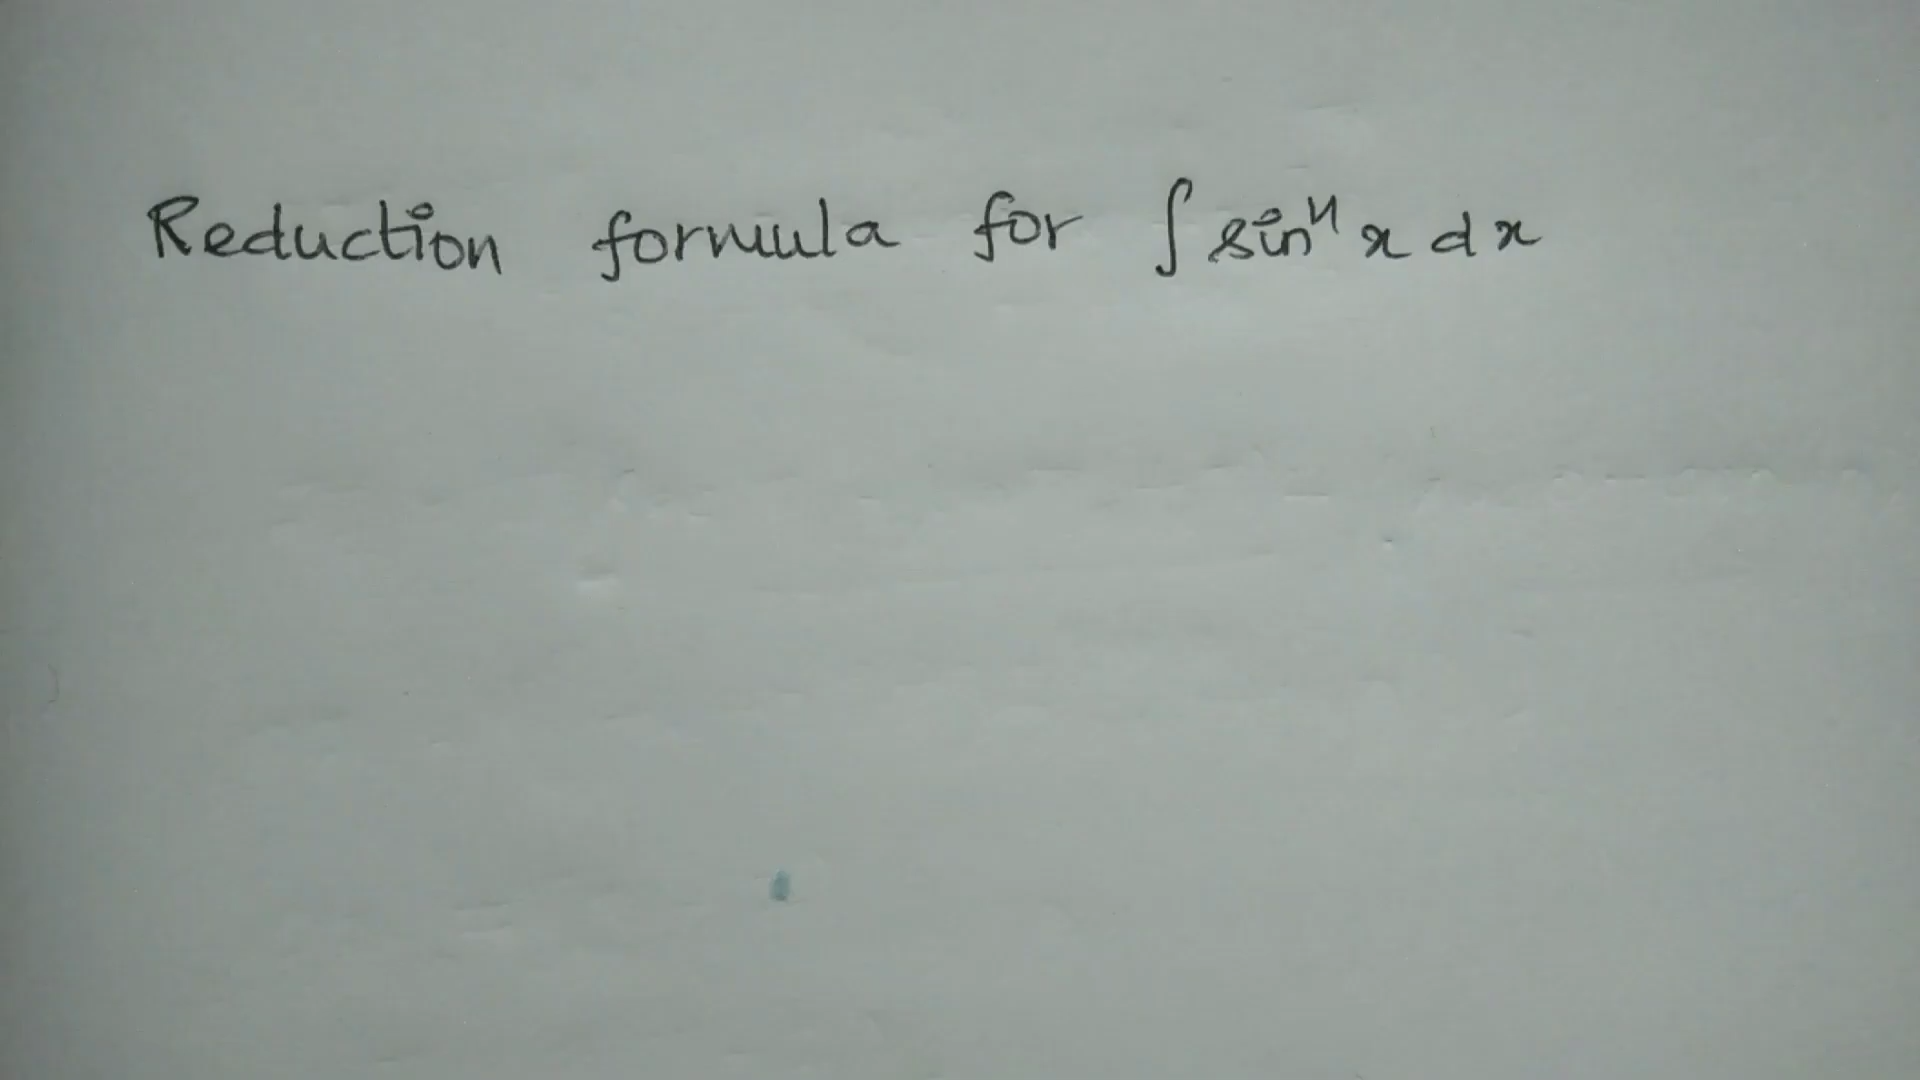 Reduction formula for ∫ sinⁿ x dx